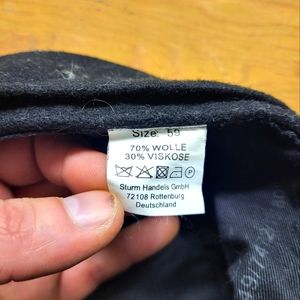 Size: 59
70% WOLLE
30% VISKOSE
Sturm Handels GmbH
72108 Rottenburg
Deutschland